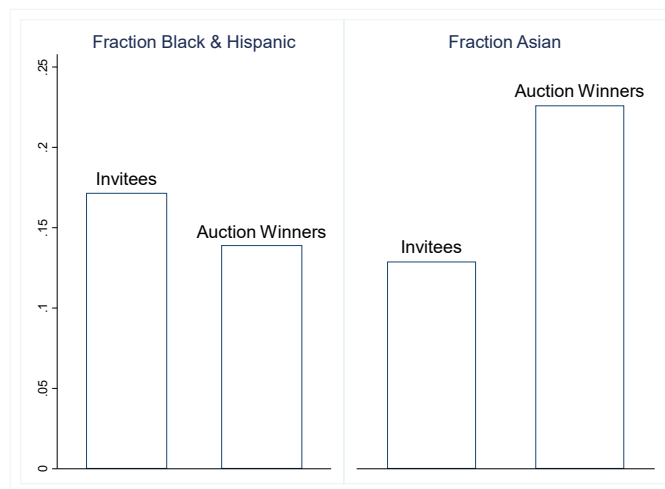 Fraction Black & Hispanic
Fraction Asian
.25
.2
.15
.1
.05
0
Invitees
Auction Winners
Invitees
Auction Winners